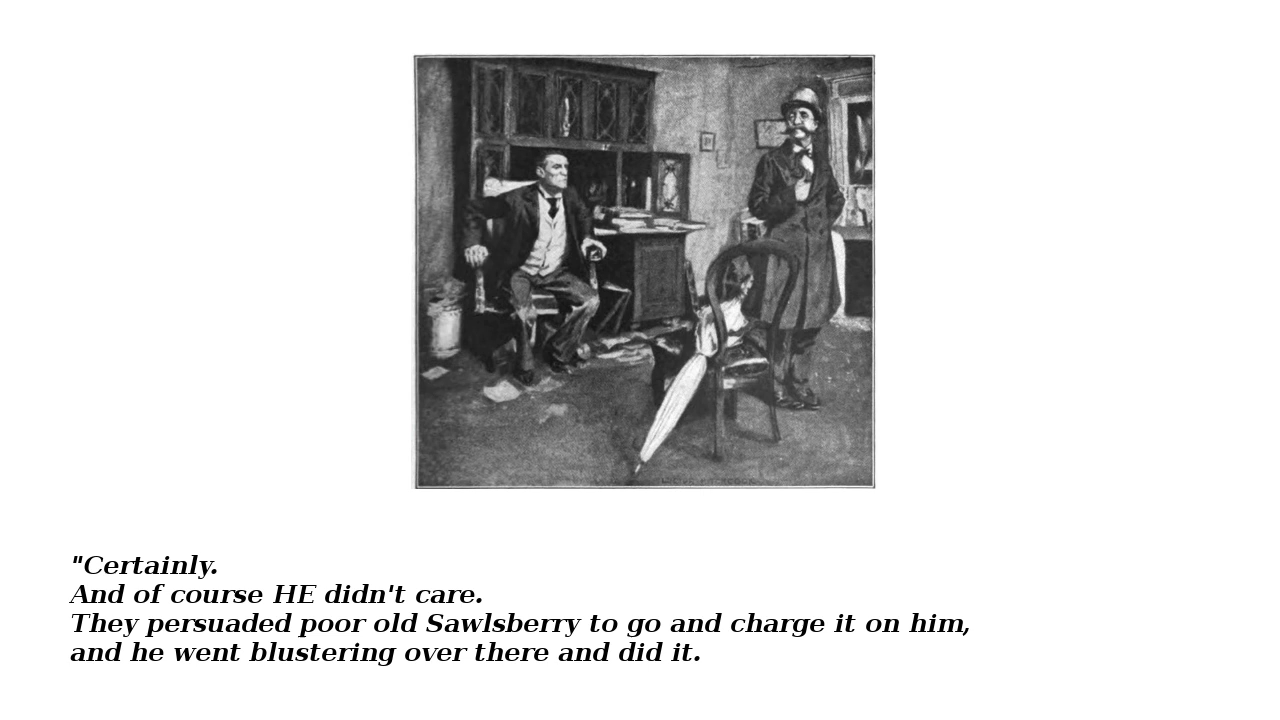 "Certainly.
And of course HE didn't care.
They persuaded poor old Sawlsberry to go and charge it on him,
and he went blustering over there and did it.